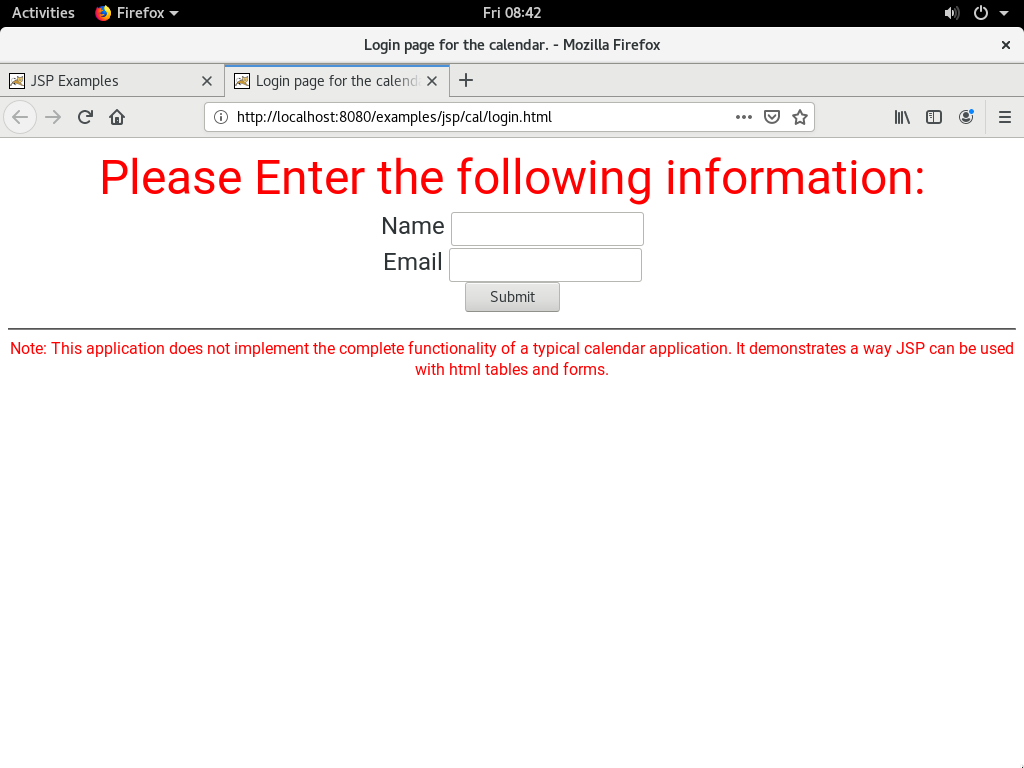 Activities Firefox Fri 08:42
Login page for the calendar. - Mozilla Firefox
JSP Examples Login page for the calend
http://localhost:8080/examples/jsp/cal/login.html
Please Enter the following information:
Name
Email
Submit
Note: This application does not implement the complete functionality of a typical calendar application. It demonstrates a way JSP can be used
with html tables and forms.